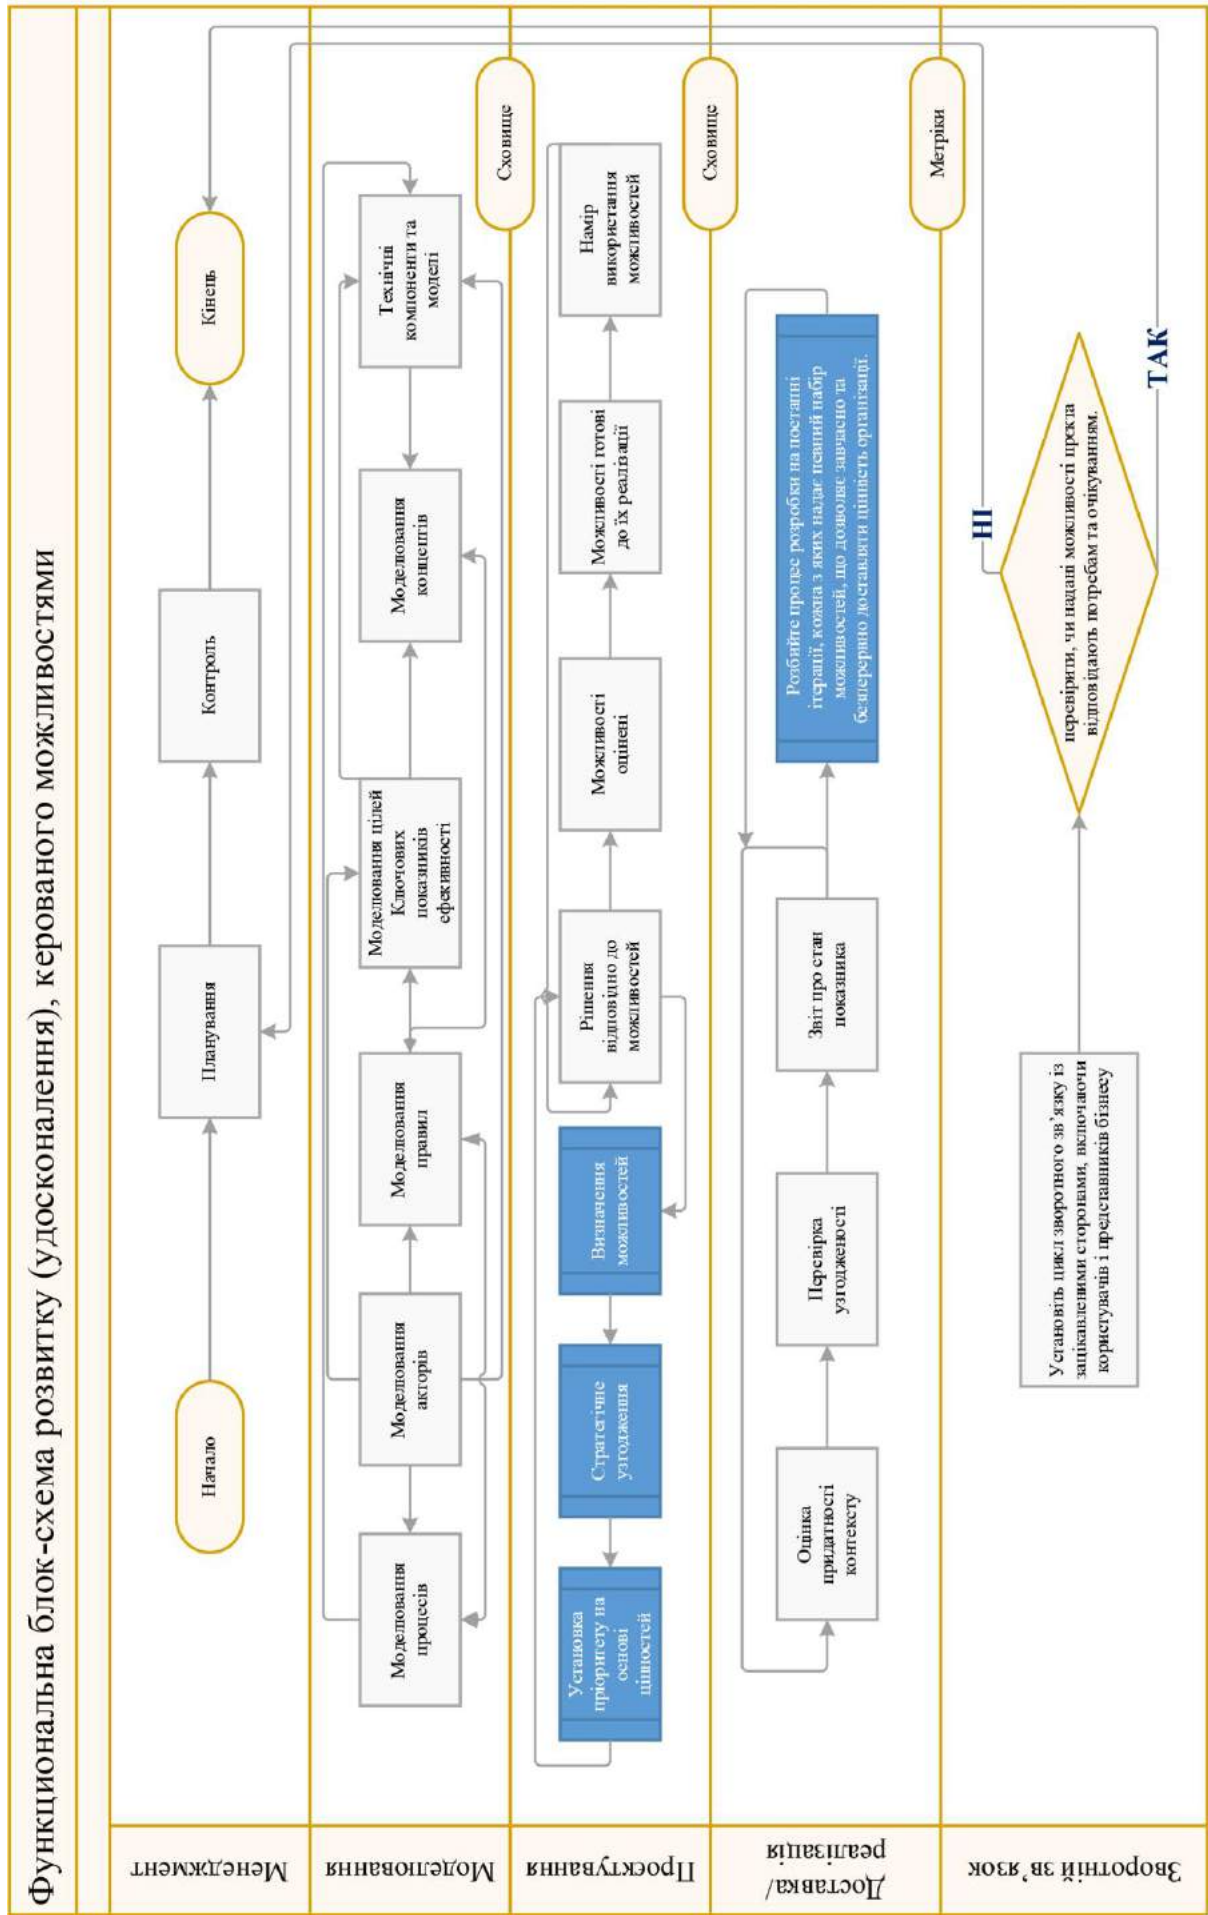 Функциональна блок-схема розвитку (удосконалення), керованого можливостями
Менеджмент
Начало
Планування
Контроль
Кінець
Моделювання
Моделювання
процесів
Моделювання
акторів
Моделювання
правил
Моделювання цілей
Ключових
показників
ефективності
Моделювання
концептів
Технічні
компоненти та
моделі
Сховище
Проєктування
Установка
пріоритету на
основі
цінностей
Стратегічне
узгодження
Визначення
можливостей
Рішення
відповідно до
можливостей
Можливості
оцінені
Можливості готові
до їх реалізації
Намір
використання
можливостей
Сховище
Доставка/
реалізація
Оцінка
придатності
контексту
Перевірка
узгодженості
Звіт про стан
показника
Розбийте процес розробки на поетапні
ітерації, кожна з яких надає певний набір
можливостей, що дозволяє завчасно та
безперервно доставляти цінність організації.
Метріки
Зворотній зв'язок
Установіть цикл зворотного зв'язку із
зацікавленими сторонами, включаючи
користувачів і представників бізнесу
перевірити, чи надані можливості
відповідають потребам та очікуванням.
НІ
ТАК